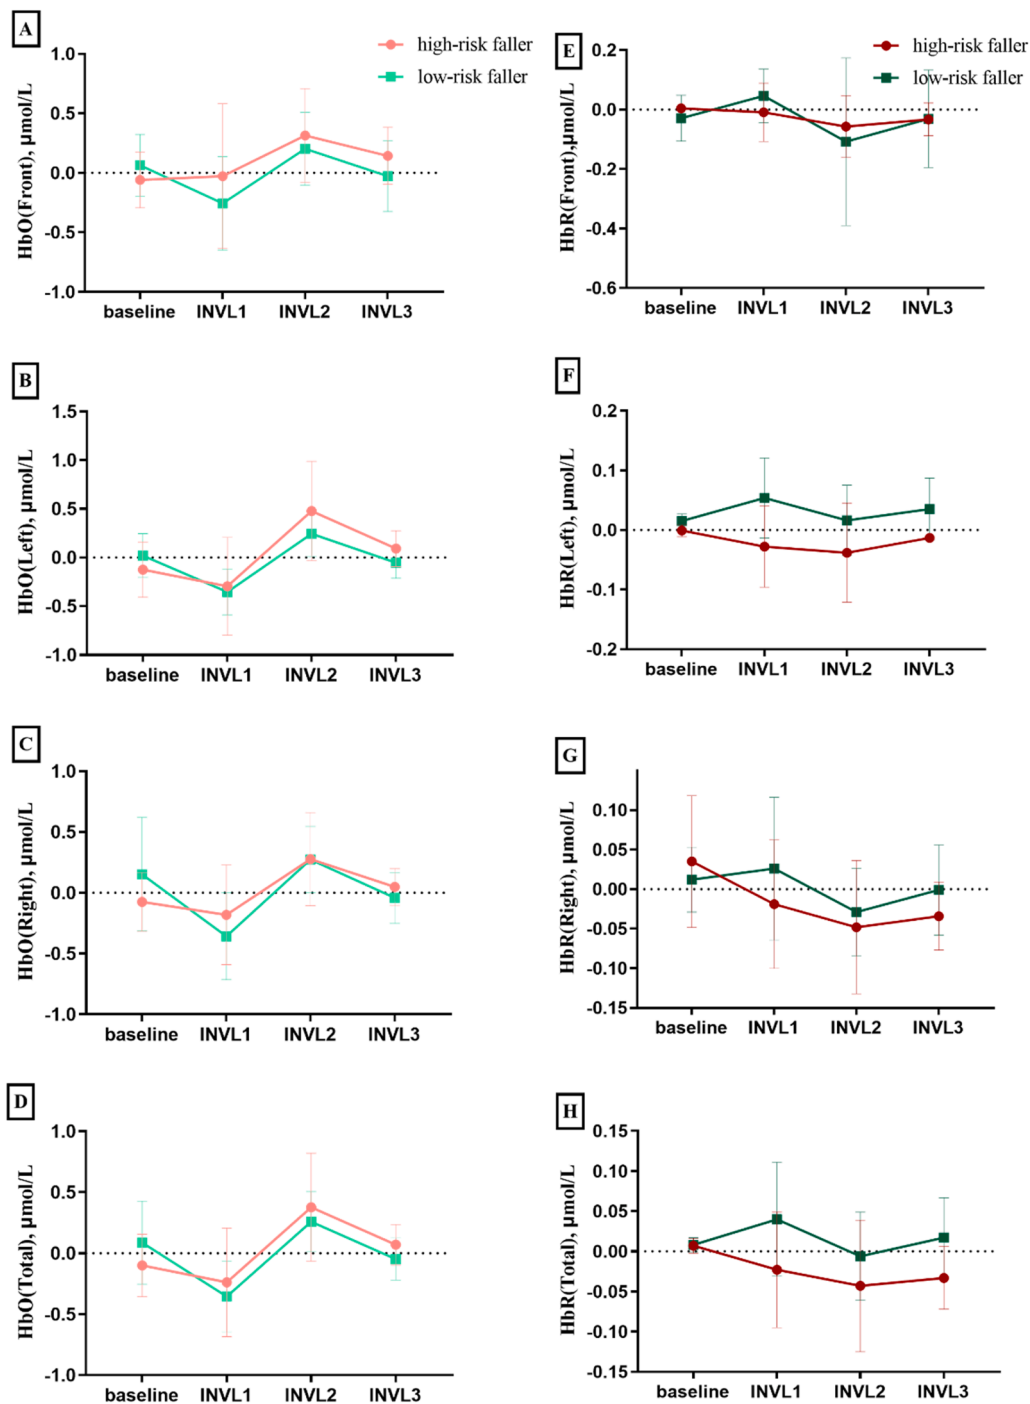 A
high-risk faller
low-risk faller
HbO(Front), μmol/L
1.0
0.5
0.0
-0.5
-1.0
baseline INVL1 INVL2 INVL3
E
high-risk faller
low-risk faller
HbR(Front),μmol/L
0.2
0.0
-0.2
-0.4
-0.6
baseline INVL1 INVL2 INVL3
B
HbO(Left), μmol/L
1.5
1.0
0.5
0.0
-0.5
-1.0
baseline INVL1 INVL2 INVL3
F
HbR(Left), μmol/L
0.2
0.1
0.0
-0.1
-0.2
baseline INVL1 INVL2 INVL3
C
HbO(Right), μmol/L
1.0
0.5
0.0
-0.5
-1.0
baseline INVL1 INVL2 INVL3
G
HbR(Right), μmol/L
0.10
0.05
0.00
-0.05
-0.10
-0.15
baseline INVL1 INVL2 INVL3
D
HbO(Total), μmol/L
1.0
0.5
0.0
-0.5
-1.0
baseline INVL1 INVL2 INVL3
H
HbR(Total), μmol/L
0.15
0.10
0.05
0.00
-0.05
-0.10
-0.15
baseline INVL1 INVL2 INVL3